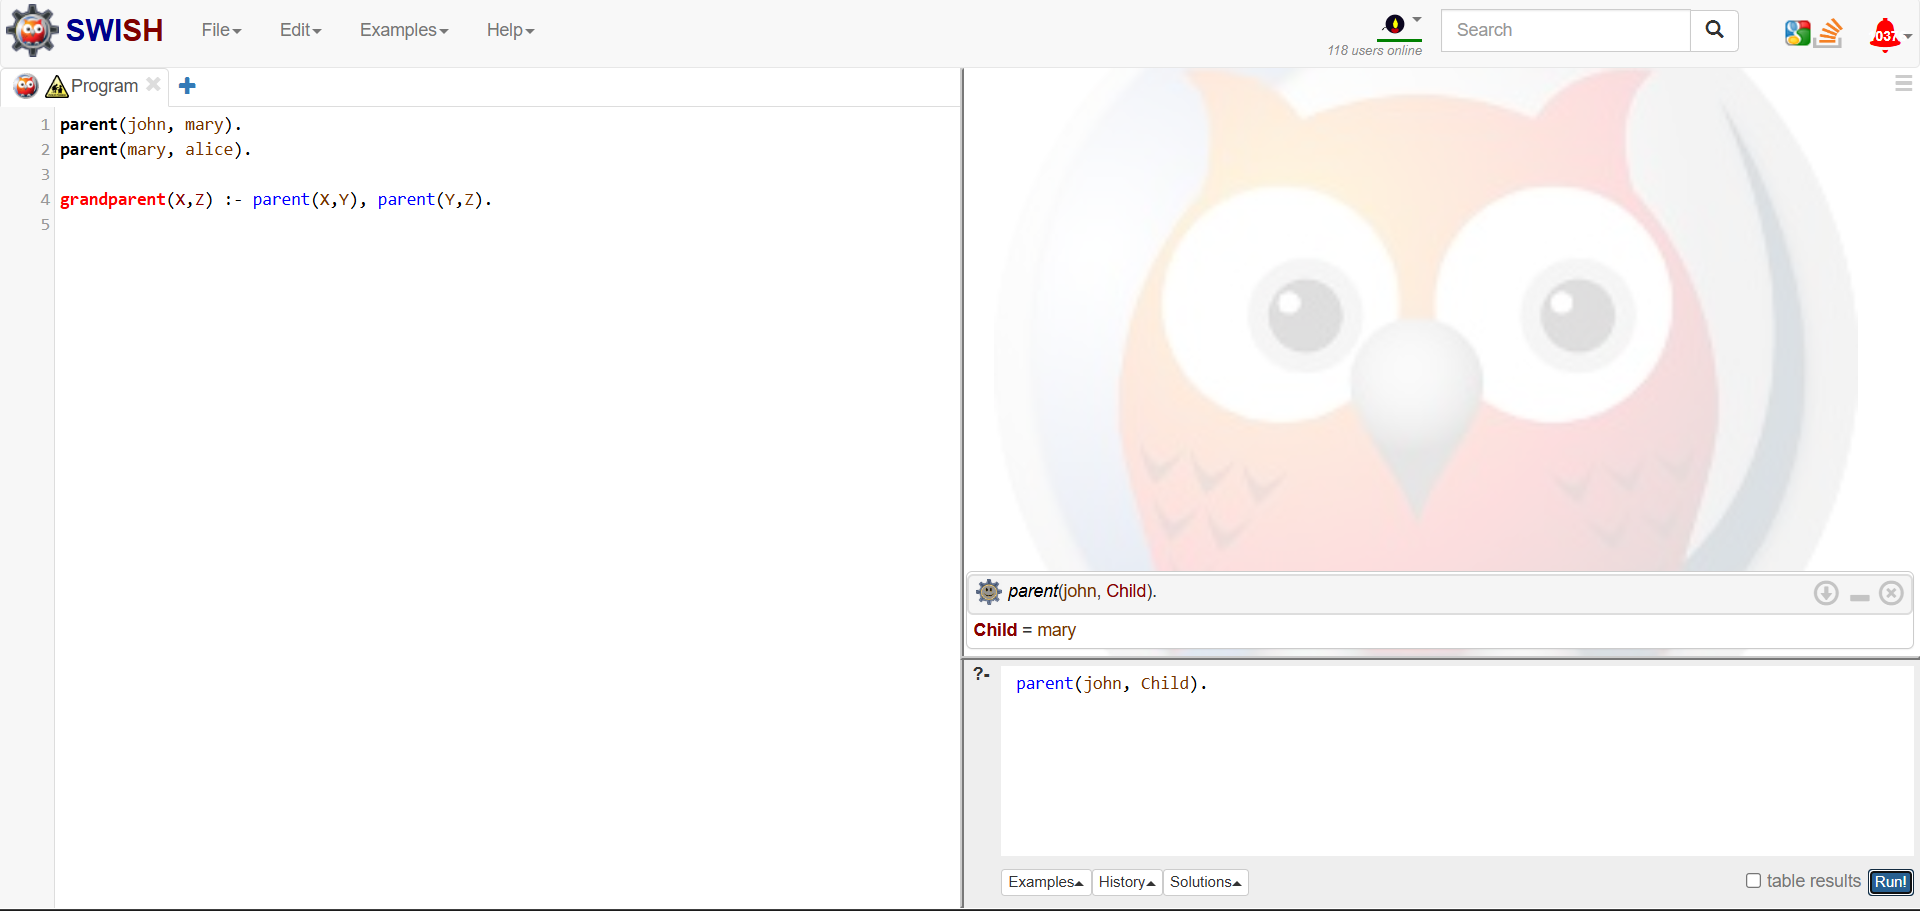 SWISH File Edit Examples Help
118 users online
Search
037
Program
1 parent(john, mary).
2 parent(mary, alice).
3
4 grandparent(X,Z) :- parent(X,Y), parent(Y,Z).
5
parent(john, Child).
Child = mary
?- parent(john, Child).
Examples History Solutions table results Run!